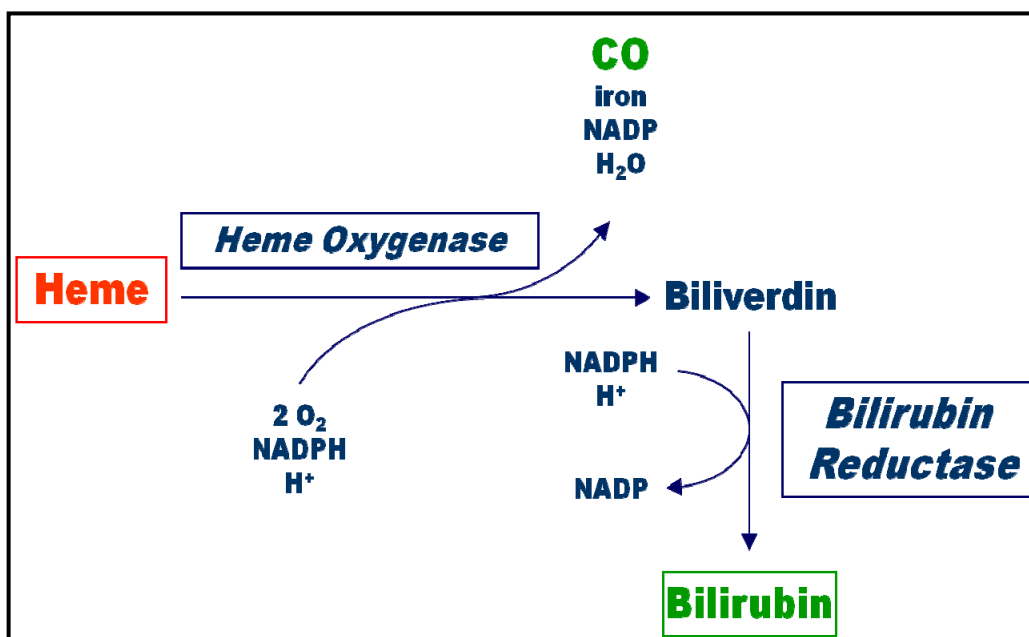 CO
iron
NADP
H₂O
Heme Oxygenase
Heme
Biliverdin
2 O₂
NADPH
H⁺
NADPH
H⁺
NADP
Bilirubin
Reductase
Bilirubin